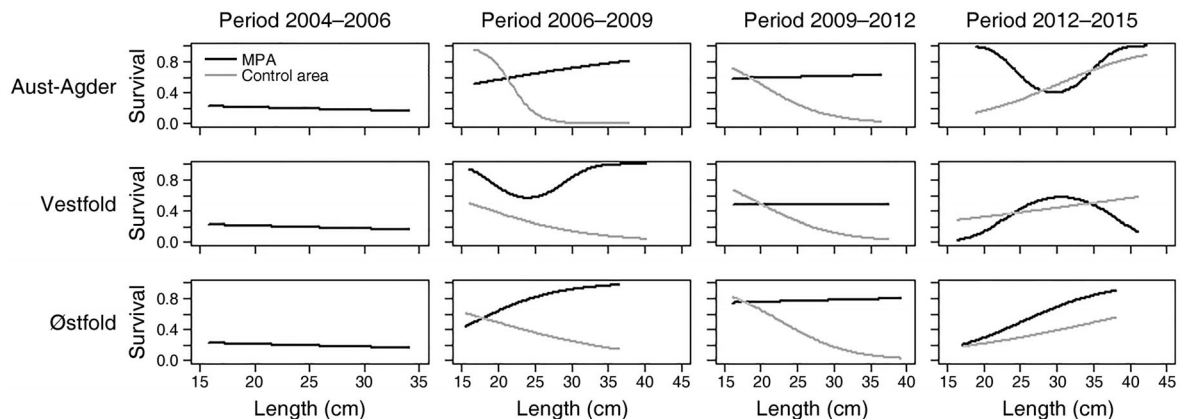 Period 2004–2006 Period 2006–2009 Period 2009–2012 Period 2012–2015
Aust-Agder
Survival
0.8
0.4
0.0
MPA
Control area
Vestfold
Survival
0.8
0.4
0.0
Østfold
Survival
0.8
0.4
0.0
15 20 25 30 35 15 20 25 30 35 40 45 15 20 25 30 35 40 15 20 25 30 35 40 45
Length (cm) Length (cm) Length (cm) Length (cm)